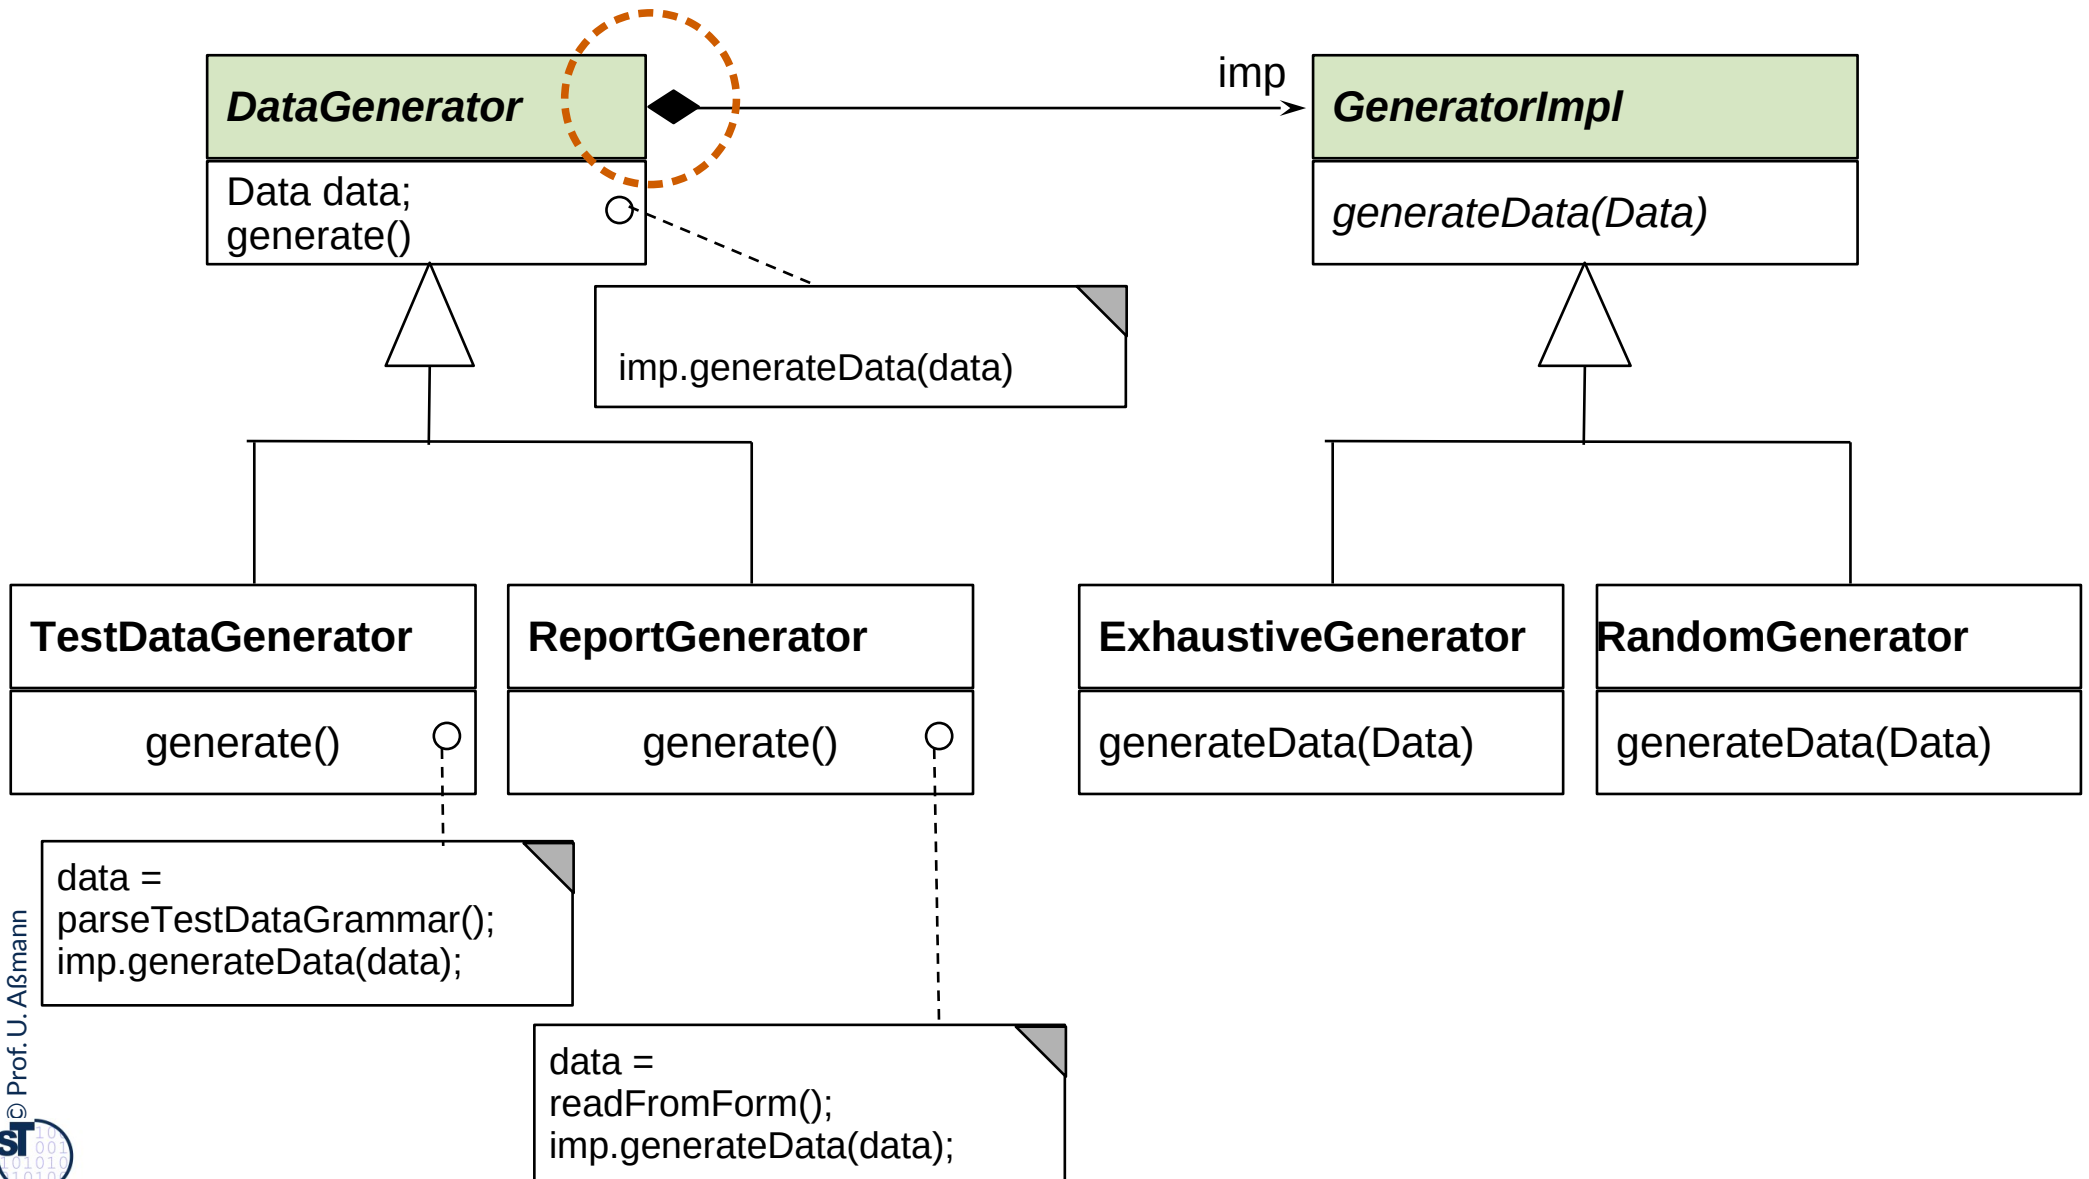 imp
DataGenerator
GeneratorImpl
Data data;
generate()
generateData(Data)
imp.generateData(data)
TestDataGenerator
ReportGenerator
ExhaustiveGenerator
RandomGenerator
generate()
generate()
generateData(Data)
generateData(Data)
data =
parseTestDataGrammar();
imp.generateData(data);
data =
readFromForm();
imp.generateData(data);
© Prof. U. Aßmann
ST